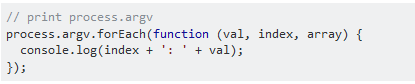 // print process.argv
process.argv.forEach(function (val, index, array) {
  console.log(index + ': ' + val);
});